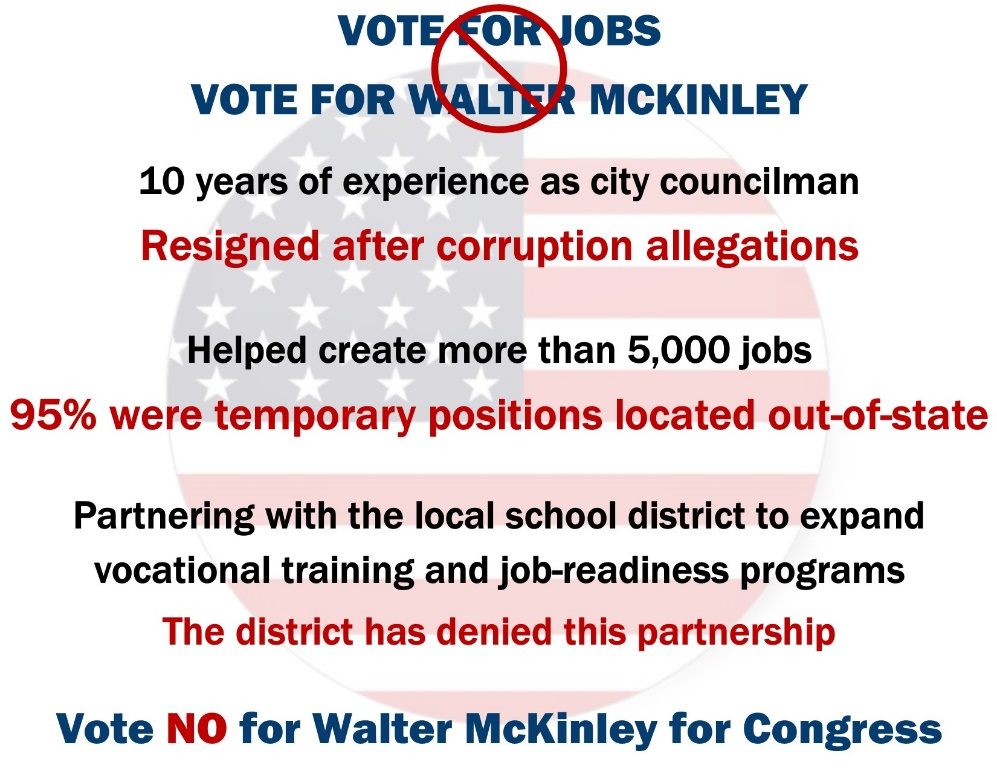 VOTE FOR JOBS
VOTE FOR WALTER MCKINLEY
10 years of experience as city councilman
Resigned after corruption allegations
Helped create more than 5,000 jobs
95% were temporary positions located out-of-state
Partnering with the local school district to expand
vocational training and job-readiness programs
The district has denied this partnership
Vote NO for Walter McKinley for Congress